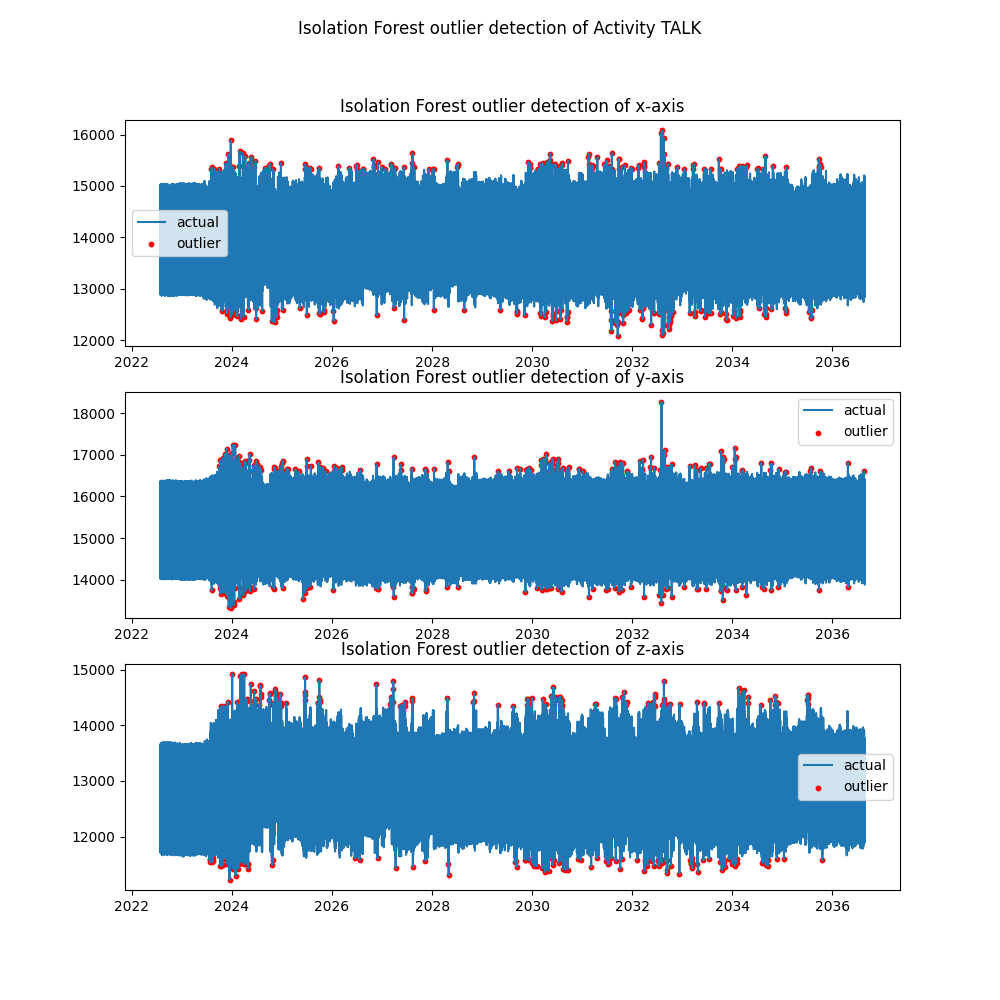 Isolation Forest outlier detection of Activity TALK
Isolation Forest outlier detection of x-axis
16000
15000
14000
13000
12000
actual
outlier
2022 2024 2026 2028 2030 2032 2034 2036
Isolation Forest outlier detection of y-axis
18000
17000
16000
15000
14000
actual
outlier
2022 2024 2026 2028 2030 2032 2034 2036
Isolation Forest outlier detection of z-axis
15000
14000
13000
12000
actual
outlier
2022 2024 2026 2028 2030 2032 2034 2036